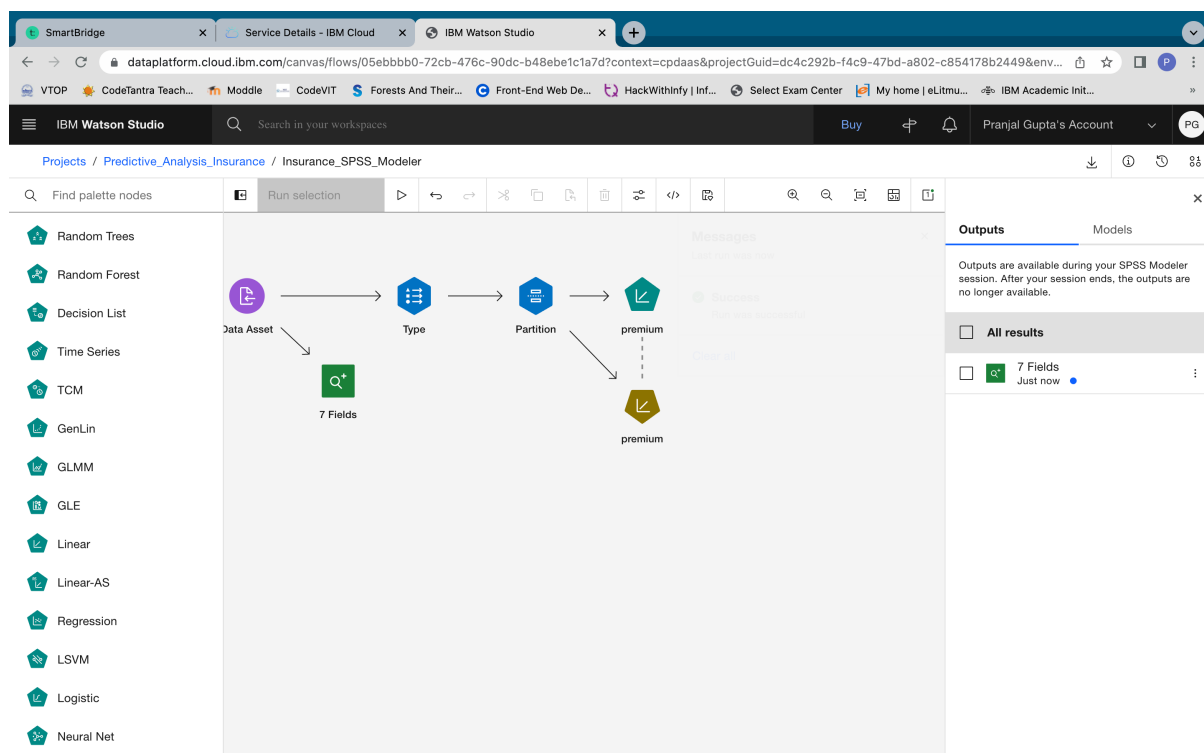 SmartBridge
Service Details - IBM Cloud
IBM Watson Studio
dataplatform.cloud.ibm.com/canvas/flows/05ebbbb0-72cb-476c-90dc-b48ebe1c1a7d?context=cpdaas&projectGuid=dc4c292b-f4c9-47bd-a802-c854178b2449&env...
P
VTOP
CodeTantra Teach...
Moddle
CodeVIT
Forests And Their...
Front-End Web De...
HackWithInfy | Inf...
Select Exam Center
My home | eLitmu...
IBM Academic Init...
»
IBM Watson Studio
Search in your workspaces
Buy
Pranjal Gupta's Account
PG
Projects / Predictive_Analysis_Insurance / Insurance_SPSS_Modeler
Find palette nodes
Run selection
Random Trees
Random Forest
Decision List
Time Series
TCM
GenLin
GLMM
GLE
Linear
Linear-AS
Regression
LSVM
Logistic
Neural Net
Data Asset
Type
Partition
premium
7 Fields
premium
Messages
Success
Run was successful
Clear all
Outputs
Models
Outputs are available during your SPSS Modeler
session. After your session ends, the outputs are
no longer available.
All results
7 Fields
Just now